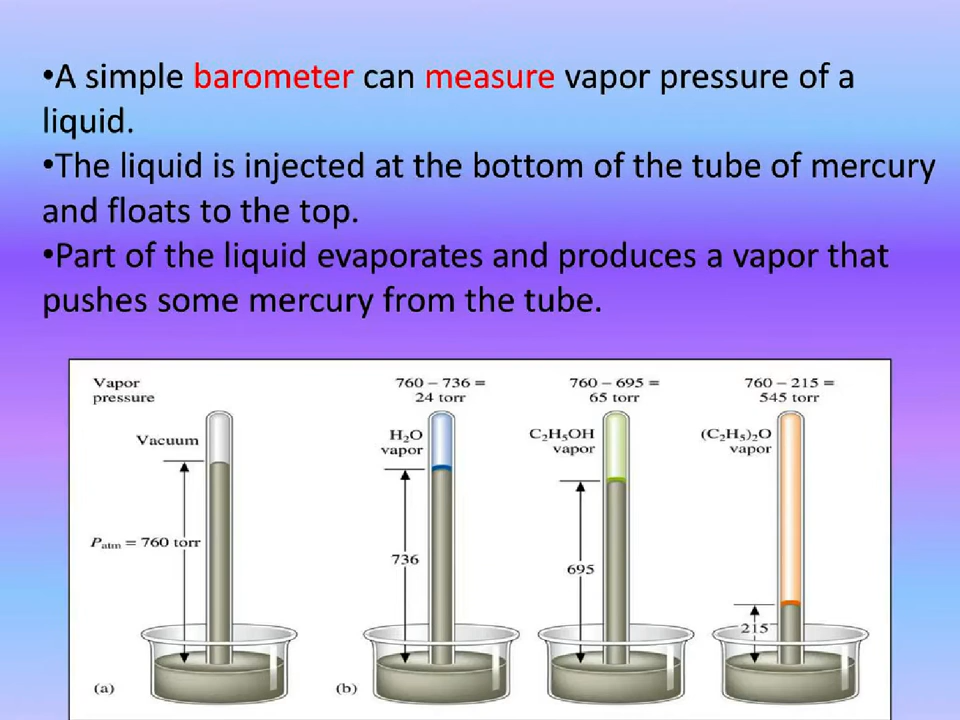 •A simple barometer can measure vapor pressure of a
liquid.
•The liquid is injected at the bottom of the tube of mercury
and floats to the top.
•Part of the liquid evaporates and produces a vapor that
pushes some mercury from the tube.
Vapor
pressure
760 – 736 =
24 torr
760 – 695 =
65 torr
760 – 215 =
545 torr
Vacuum
H₂O
vapor
C₂H₅OH
vapor
(C₂H₅)₂O
vapor
Pₐₜₘ = 760 torr
736
695
215
(a)
(b)